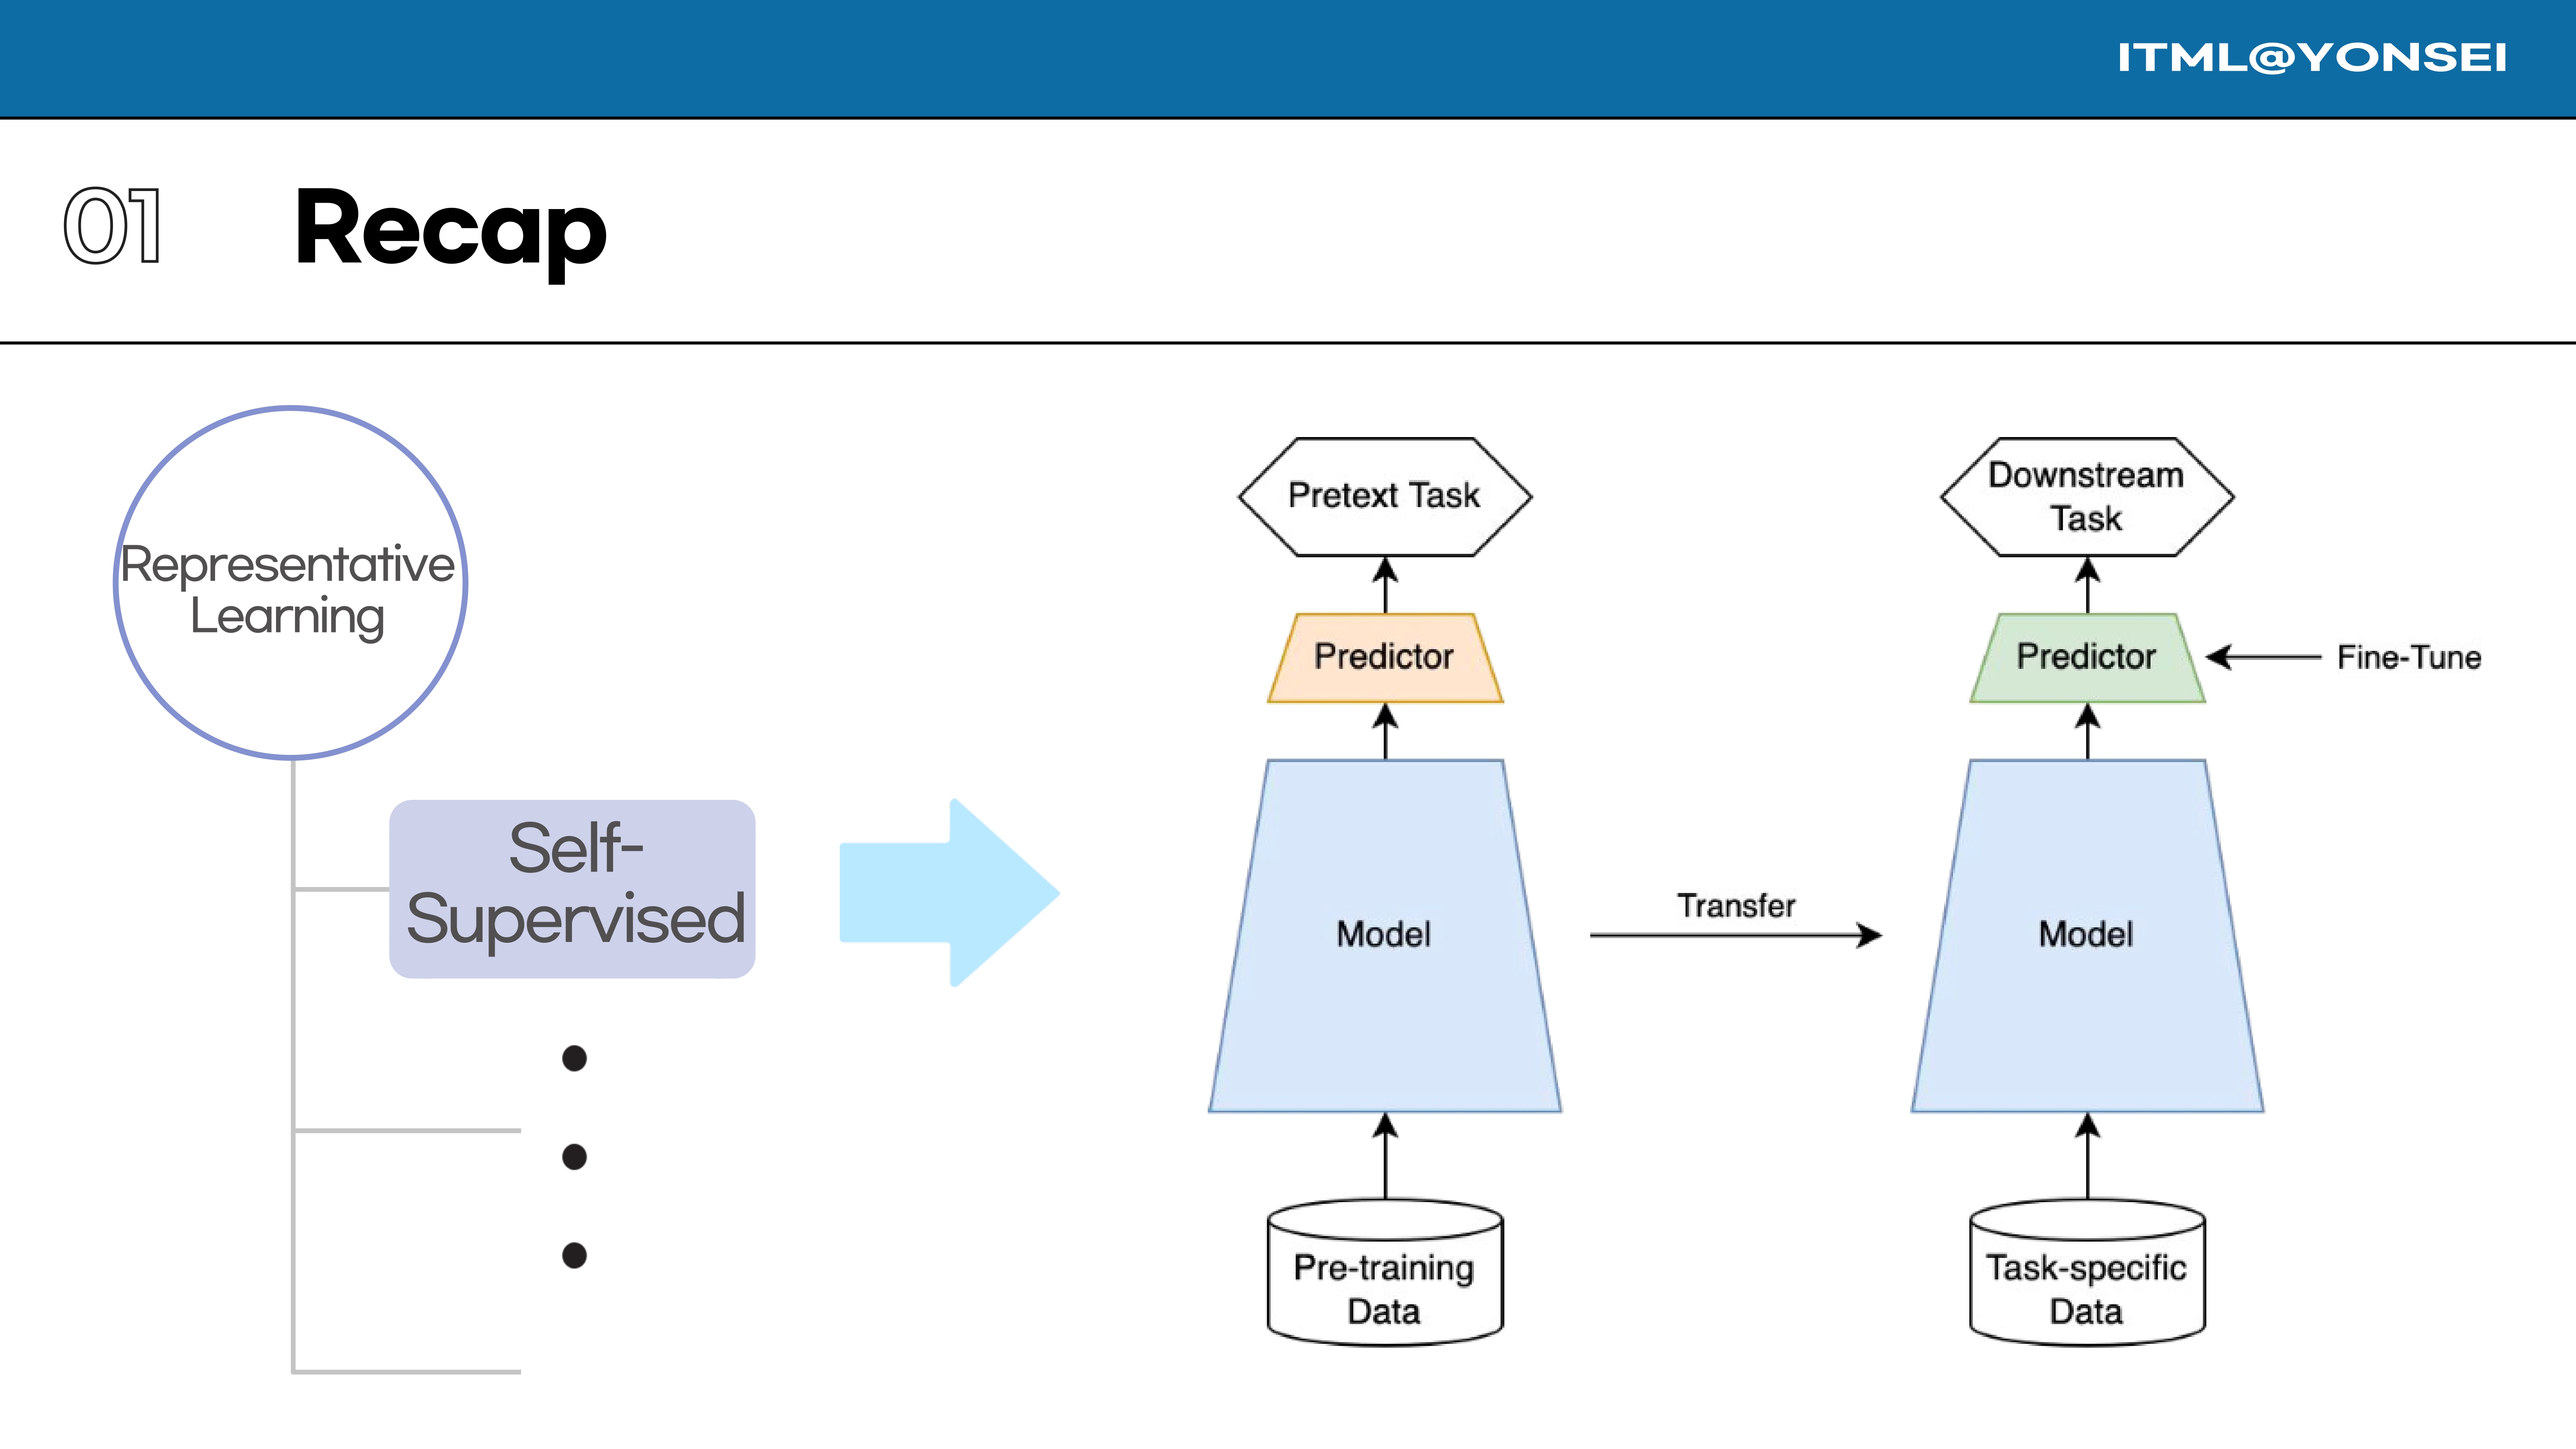 ITML@YONSEI
01 Recap
Representative
Learning
Self-
Supervised
Pretext Task
Predictor
Model
Pre-training
Data
Transfer
Downstream
Task
Predictor
Fine-Tune
Model
Task-specific
Data